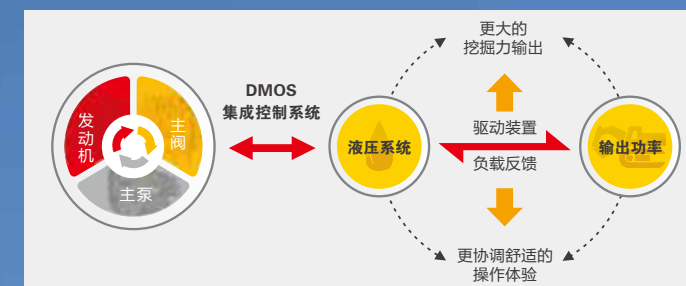 更大的
挖掘力输出
DMOS
集成控制系统
发动机
主阀
主泵
液压系统
驱动装置
负载反馈
输出功率
更协调舒适的
操作体验